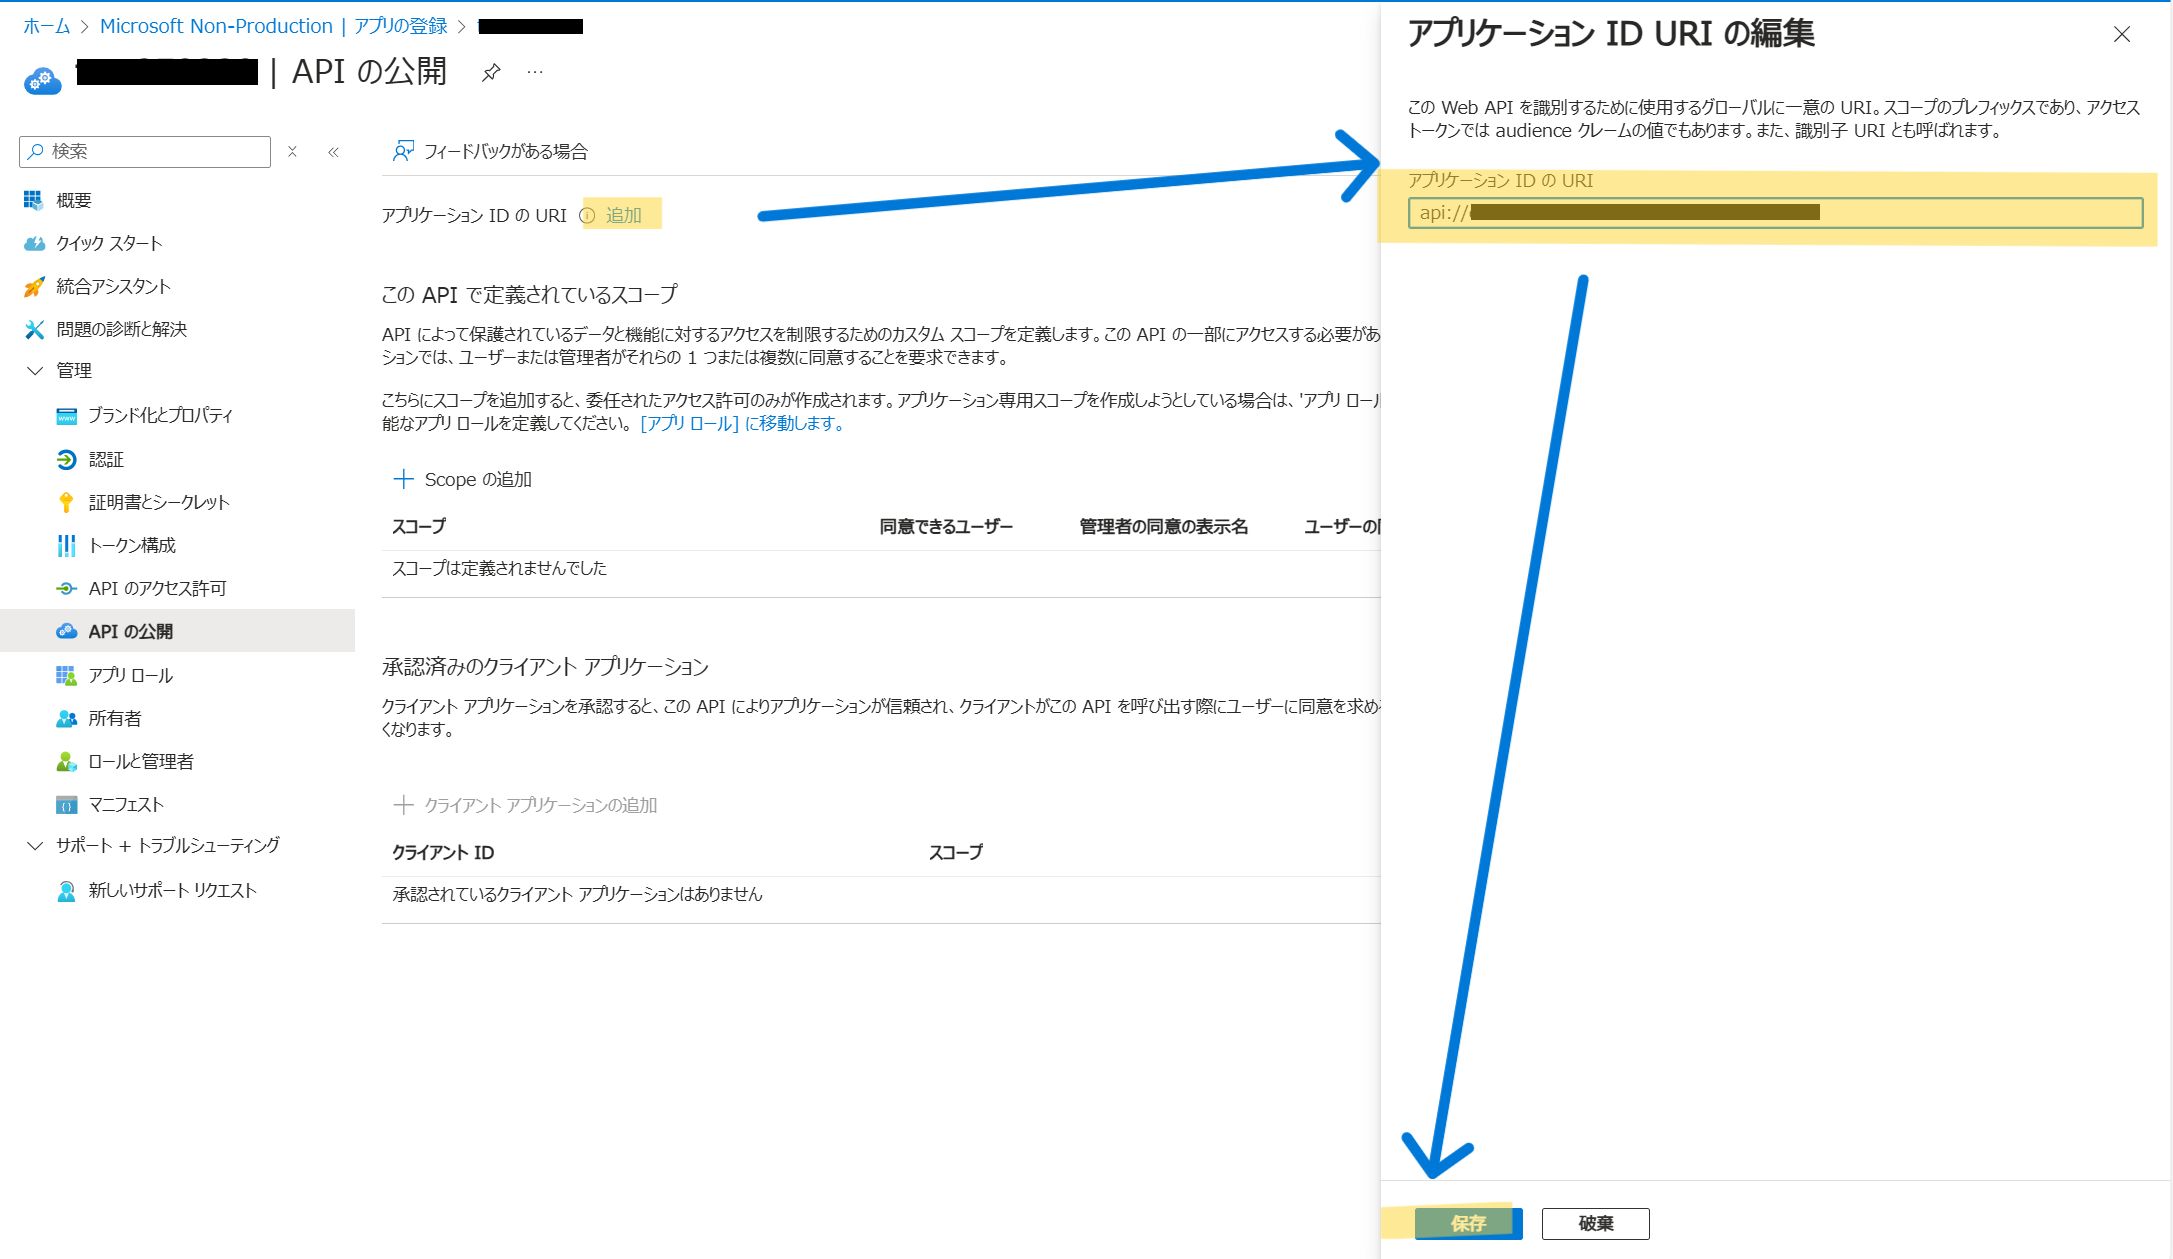 ホーム > Microsoft Non-Production | アプリの登録 >
| API の公開
検索
概要
クイック スタート
統合アシスタント
問題の診断と解決
管理
ブランド化とプロパティ
認証
証明書とシークレット
トークン構成
API のアクセス許可
API の公開
アプリ ロール
所有者
ロールと管理者
マニフェスト
サポート + トラブルシューティング
新しいサポート リクエスト
フィードバックがある場合
アプリケーション ID の URI 追加
この API で定義されているスコープ
API によって保護されているデータと機能に対するアクセスを制限するためのカスタム スコープを定義します。この API の一部にアクセスする必要があ
ションでは、ユーザーまたは管理者がそれらの 1 つまたは複数に同意することを要求できます。
こちらにスコープを追加すると、委任されたアクセス許可のみが作成されます。アプリケーション専用スコープを作成しようとしている場合は、'アプリ ロール
能なアプリ ロールを定義してください。 [アプリ ロール] に移動します。
Scope の追加
スコープ 同意できるユーザー 管理者の同意の表示名 ユーザーの
スコープは定義されませんでした
承認済みのクライアント アプリケーション
クライアント アプリケーションを承認すると、この API によりアプリケーションが信頼され、クライアントがこの API を呼び出す際にユーザーに同意を求め
くなります。
クライアント アプリケーションの追加
クライアント ID スコープ
承認されているクライアント アプリケーションはありません
アプリケーション ID URI の編集
この Web API を識別するために使用するグローバルに一意の URI。スコープのプレフィックスであり、アクセス
トークンでは audience クレームの値でもあります。また、識別子 URI とも呼ばれます。
アプリケーション ID の URI
api://
保存 破棄